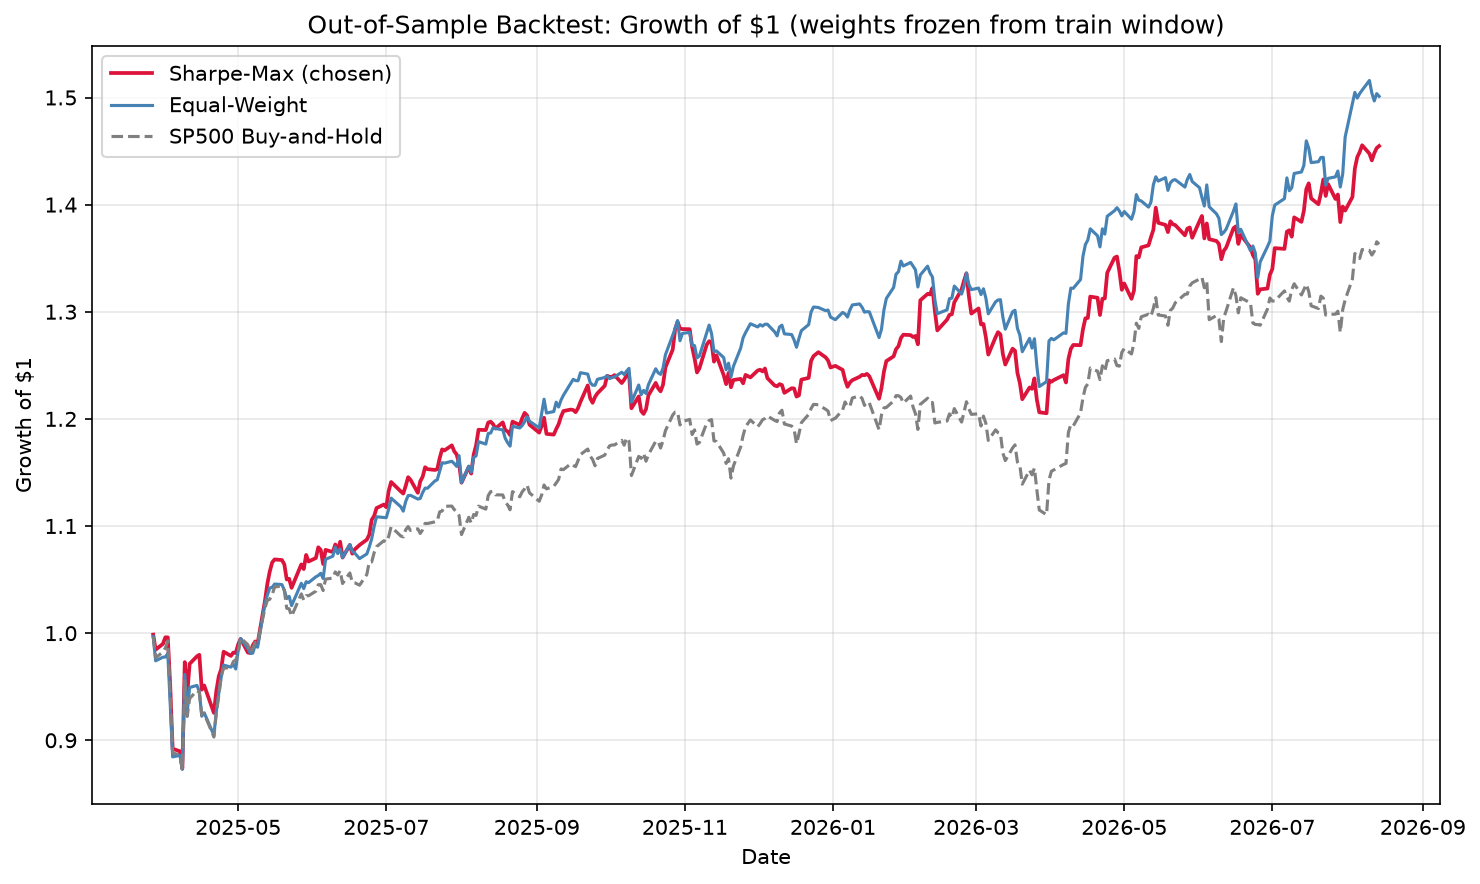 Out-of-Sample Backtest: Growth of $1 (weights frozen from train window)
Sharpe-Max (chosen)
Equal-Weight
SP500 Buy-and-Hold
Growth of $1
1.5
1.4
1.3
1.2
1.1
1.0
0.9
2025-05 2025-07 2025-09 2025-11 2026-01 2026-03 2026-05 2026-07 2026-09
Date